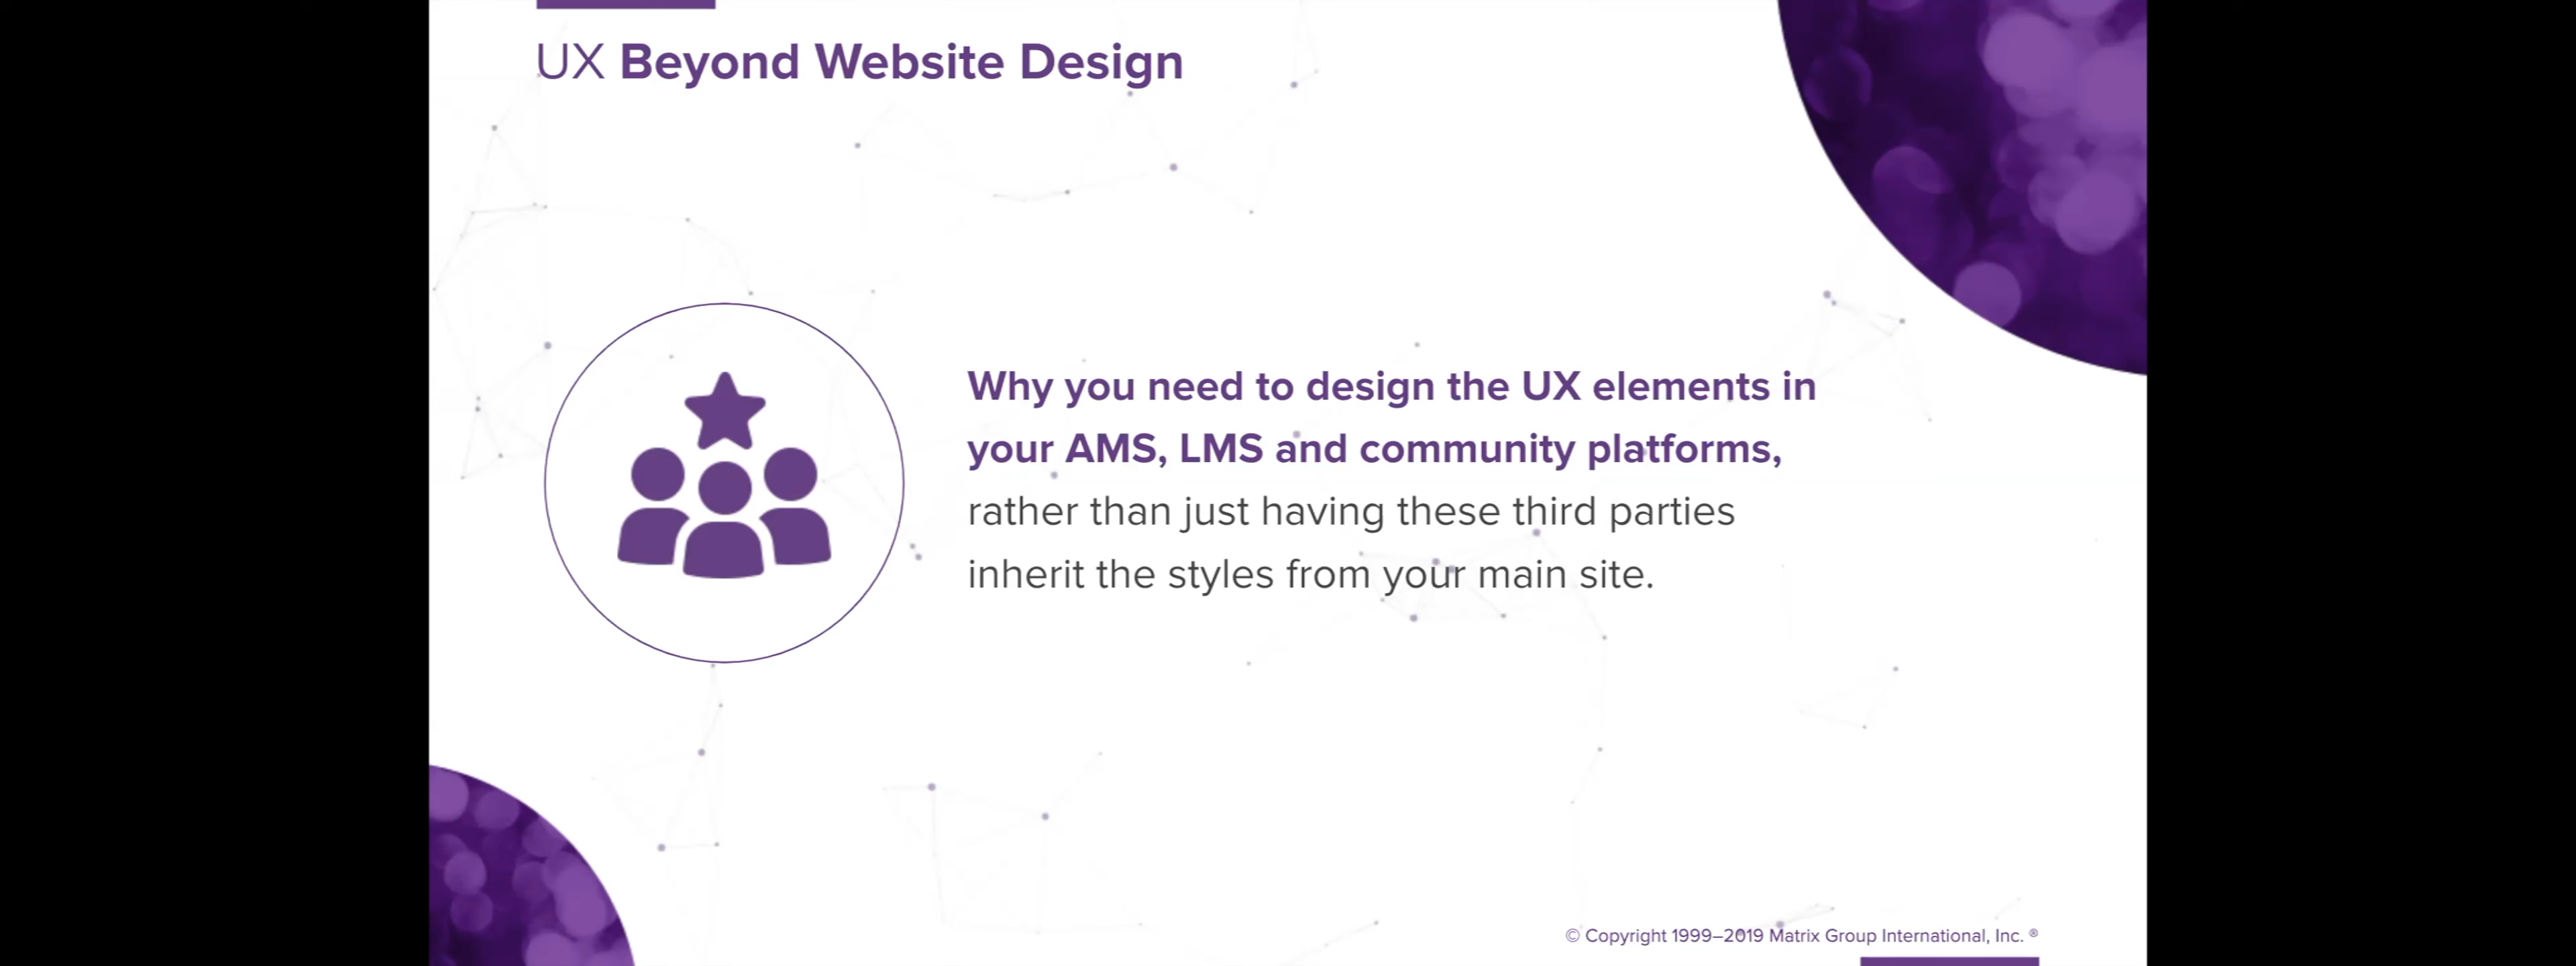 UX Beyond Website Design
Why you need to design the UX elements in
your AMS, LMS and community platforms,
rather than just having these third parties
inherit the styles from your main site.
© Copyright 1999–2019 Matrix Group International, Inc. ®